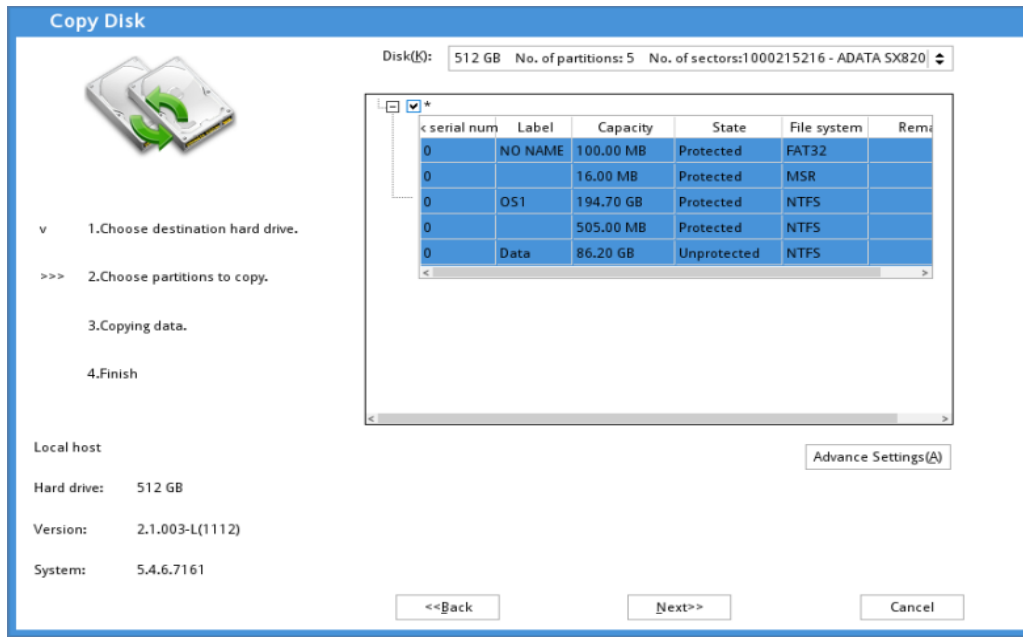 Copy Disk
Disk(K): 512 GB No. of partitions: 5 No. of sectors:1000215216 - ADATA SX820
*
< serial num Label Capacity State File system Rema
0 NO NAME 100.00 MB Protected FAT32
0 16.00 MB Protected MSR
0 OS1 194.70 GB Protected NTFS
0 505.00 MB Protected NTFS
0 Data 86.20 GB Unprotected NTFS
v 1.Choose destination hard drive.
>>> 2.Choose partitions to copy.
3.Copying data.
4.Finish
Local host
Advance Settings(A)
Hard drive: 512 GB
Version: 2.1.003-L(1112)
System: 5.4.6.7161
<<Back Next>> Cancel